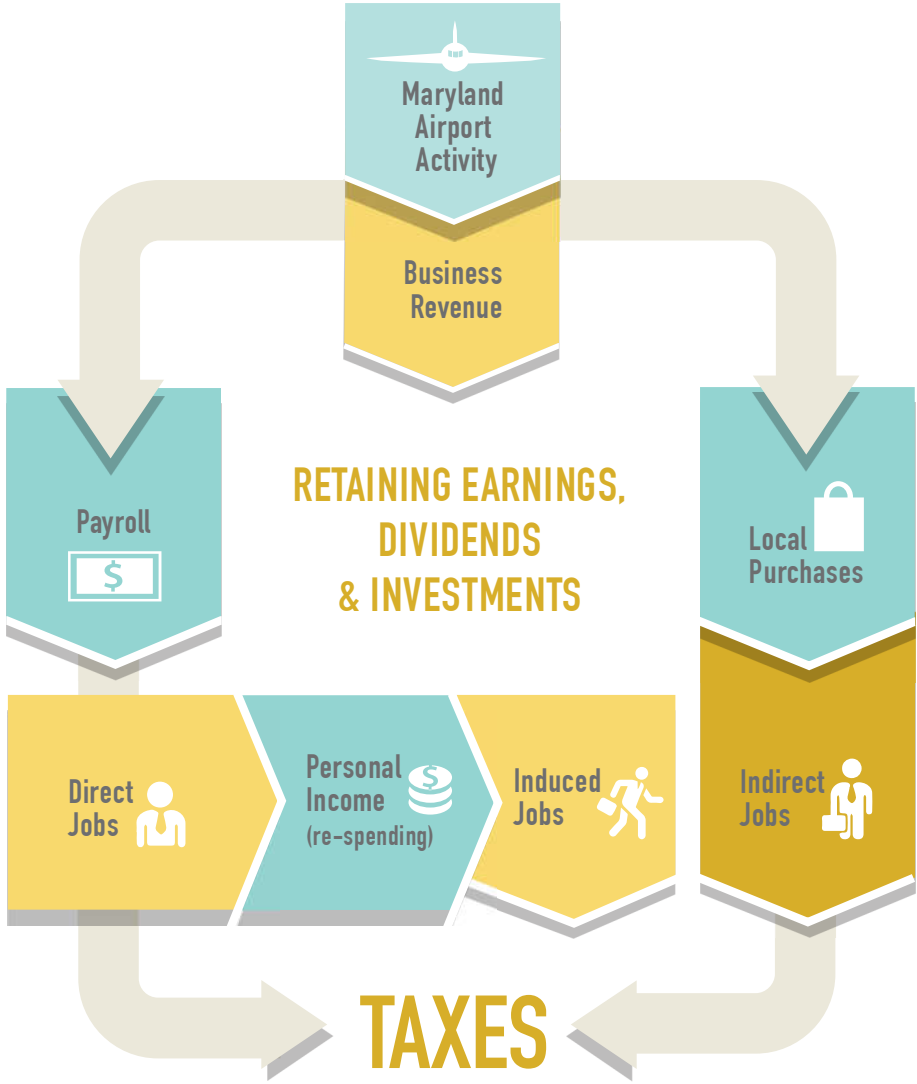 Maryland
Airport
Activity
Business
Revenue
Payroll
$
RETAINING EARNINGS,
DIVIDENDS
& INVESTMENTS
Local
Purchases
Direct
Jobs
Personal
Income
(re-spending)
$
Induced
Jobs
Indirect
Jobs
TAXES